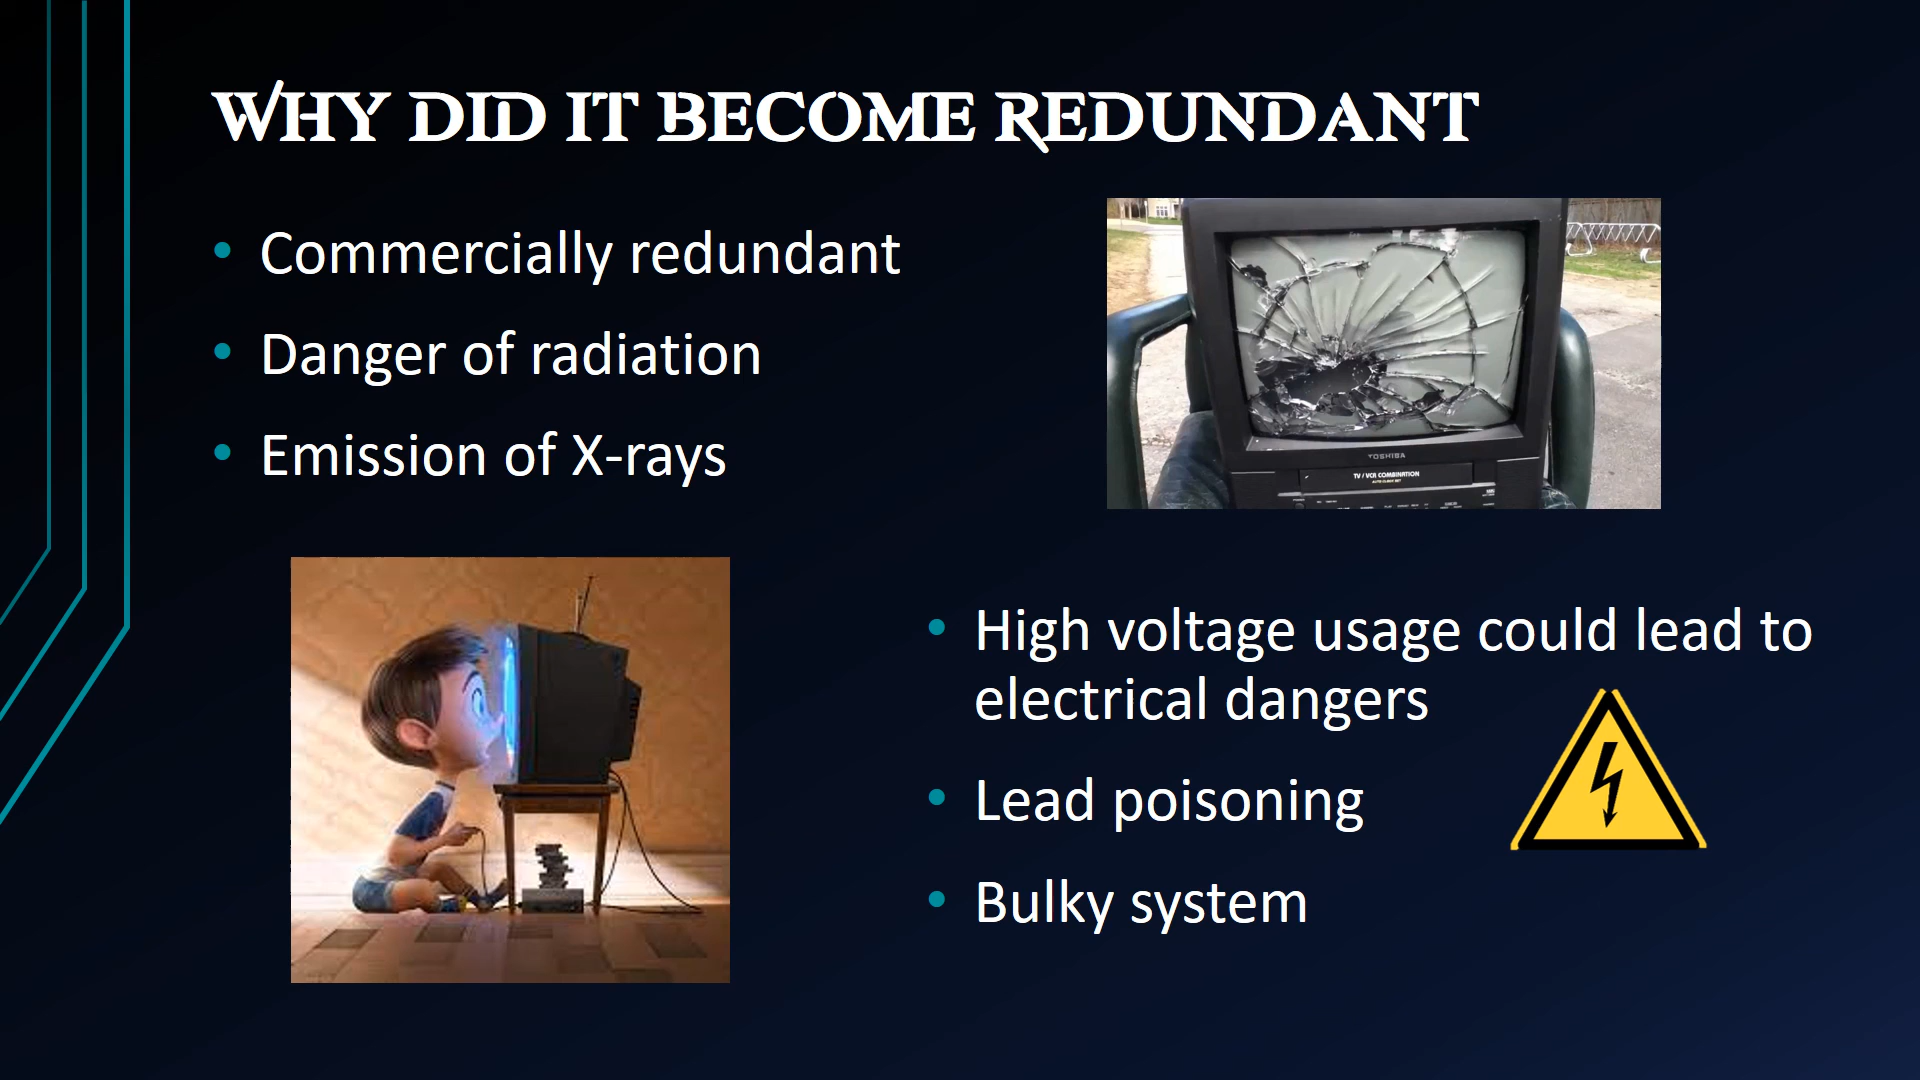 WHY DID IT BECOME REDUNDANT
• Commercially redundant
• Danger of radiation
• Emission of X-rays
TOSHIBA
TV / VCR COMBINATION
• High voltage usage could lead to
electrical dangers
• Lead poisoning
• Bulky system